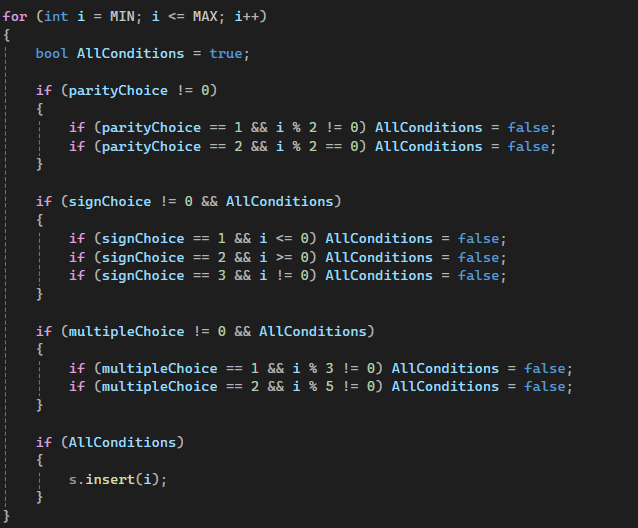 for (int i = MIN; i <= MAX; i++)
{
    bool AllConditions = true;

    if (parityChoice != 0)
    {
        if (parityChoice == 1 && i % 2 != 0) AllConditions = false;
        if (parityChoice == 2 && i % 2 == 0) AllConditions = false;
    }

    if (signChoice != 0 && AllConditions)
    {
        if (signChoice == 1 && i <= 0) AllConditions = false;
        if (signChoice == 2 && i >= 0) AllConditions = false;
        if (signChoice == 3 && i != 0) AllConditions = false;
    }

    if (multipleChoice != 0 && AllConditions)
    {
        if (multipleChoice == 1 && i % 3 != 0) AllConditions = false;
        if (multipleChoice == 2 && i % 5 != 0) AllConditions = false;
    }

    if (AllConditions)
    {
        s.insert(i);
    }
}